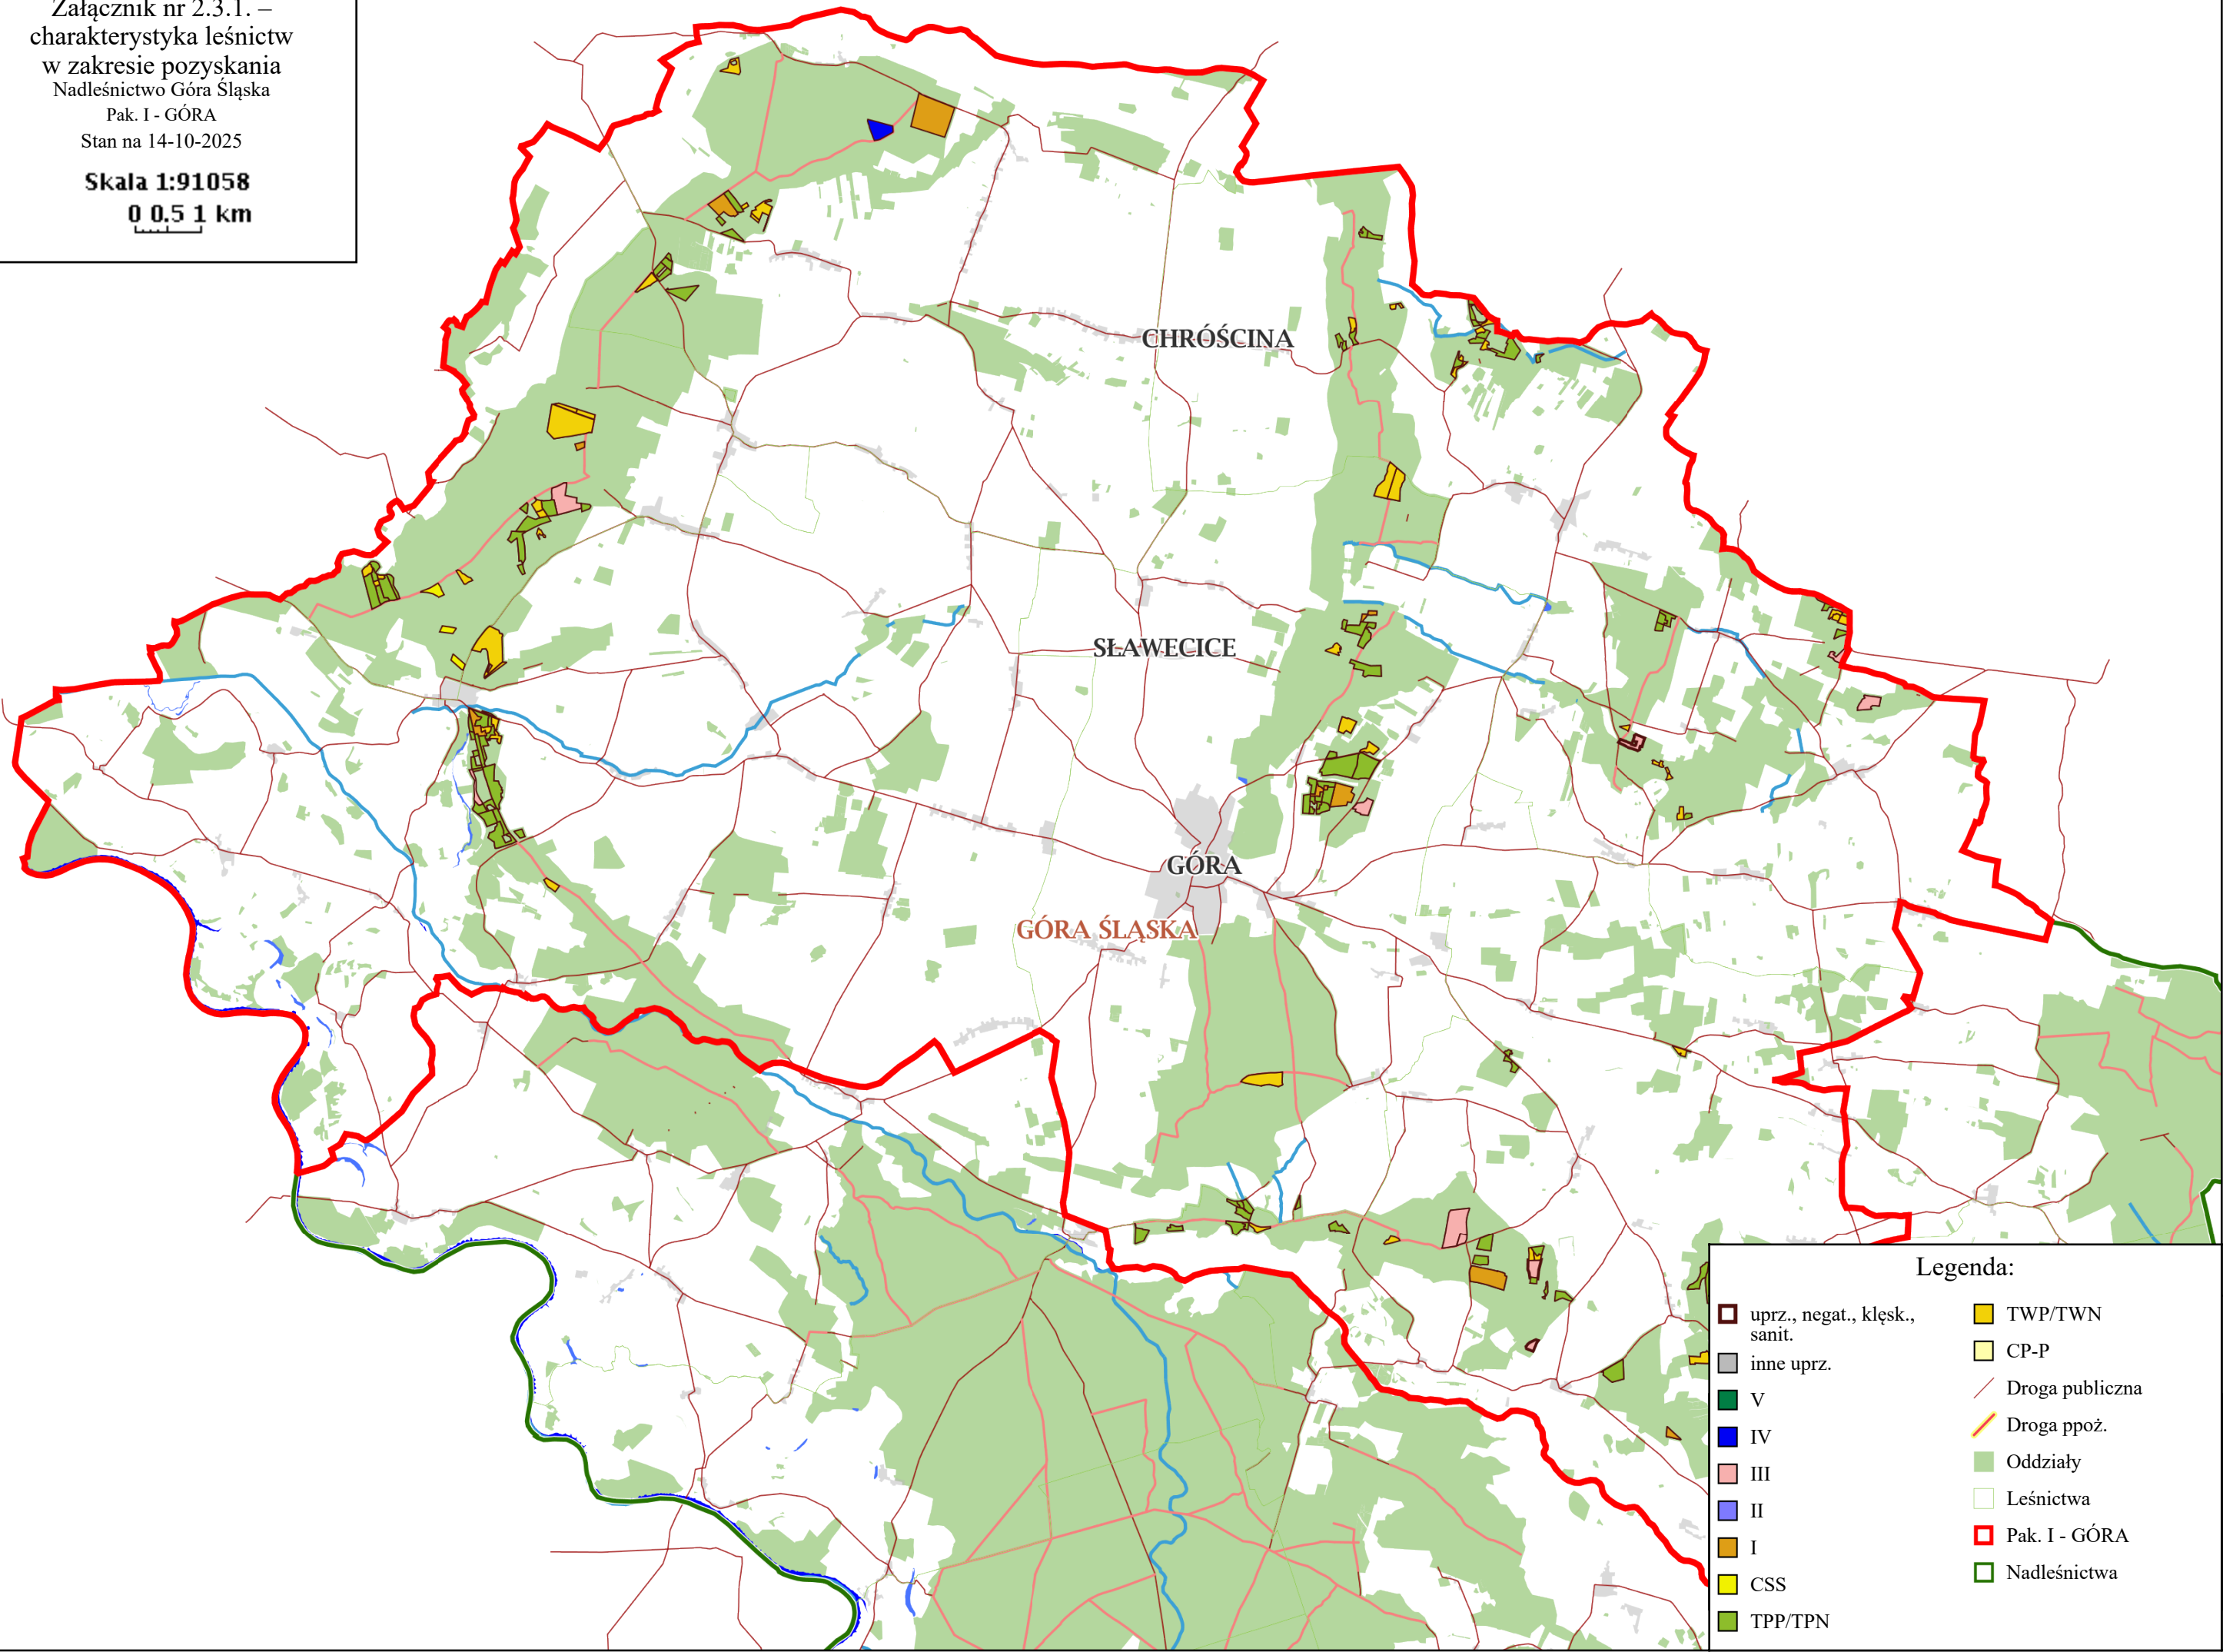 Załącznik nr 2.3.1. –
charakterystyka leśnictw
w zakresie pozyskania
Nadleśnictwo Góra Śląska
Pak. I - GÓRA
Stan na 14-10-2025
Skala 1:91058
0 0.5 1 km
CHRÓŚCINA
SŁAWECICE
GÓRA
GÓRA ŚLĄSKA
Legenda:
uprz., negat., klęsk.,
sanit.
inne uprz.
V
IV
III
II
I
CSS
TPP/TPN
TWP/TWN
CP-P
Droga publiczna
Droga ppoż.
Oddziały
Leśnictwa
Pak. I - GÓRA
Nadleśnictwa